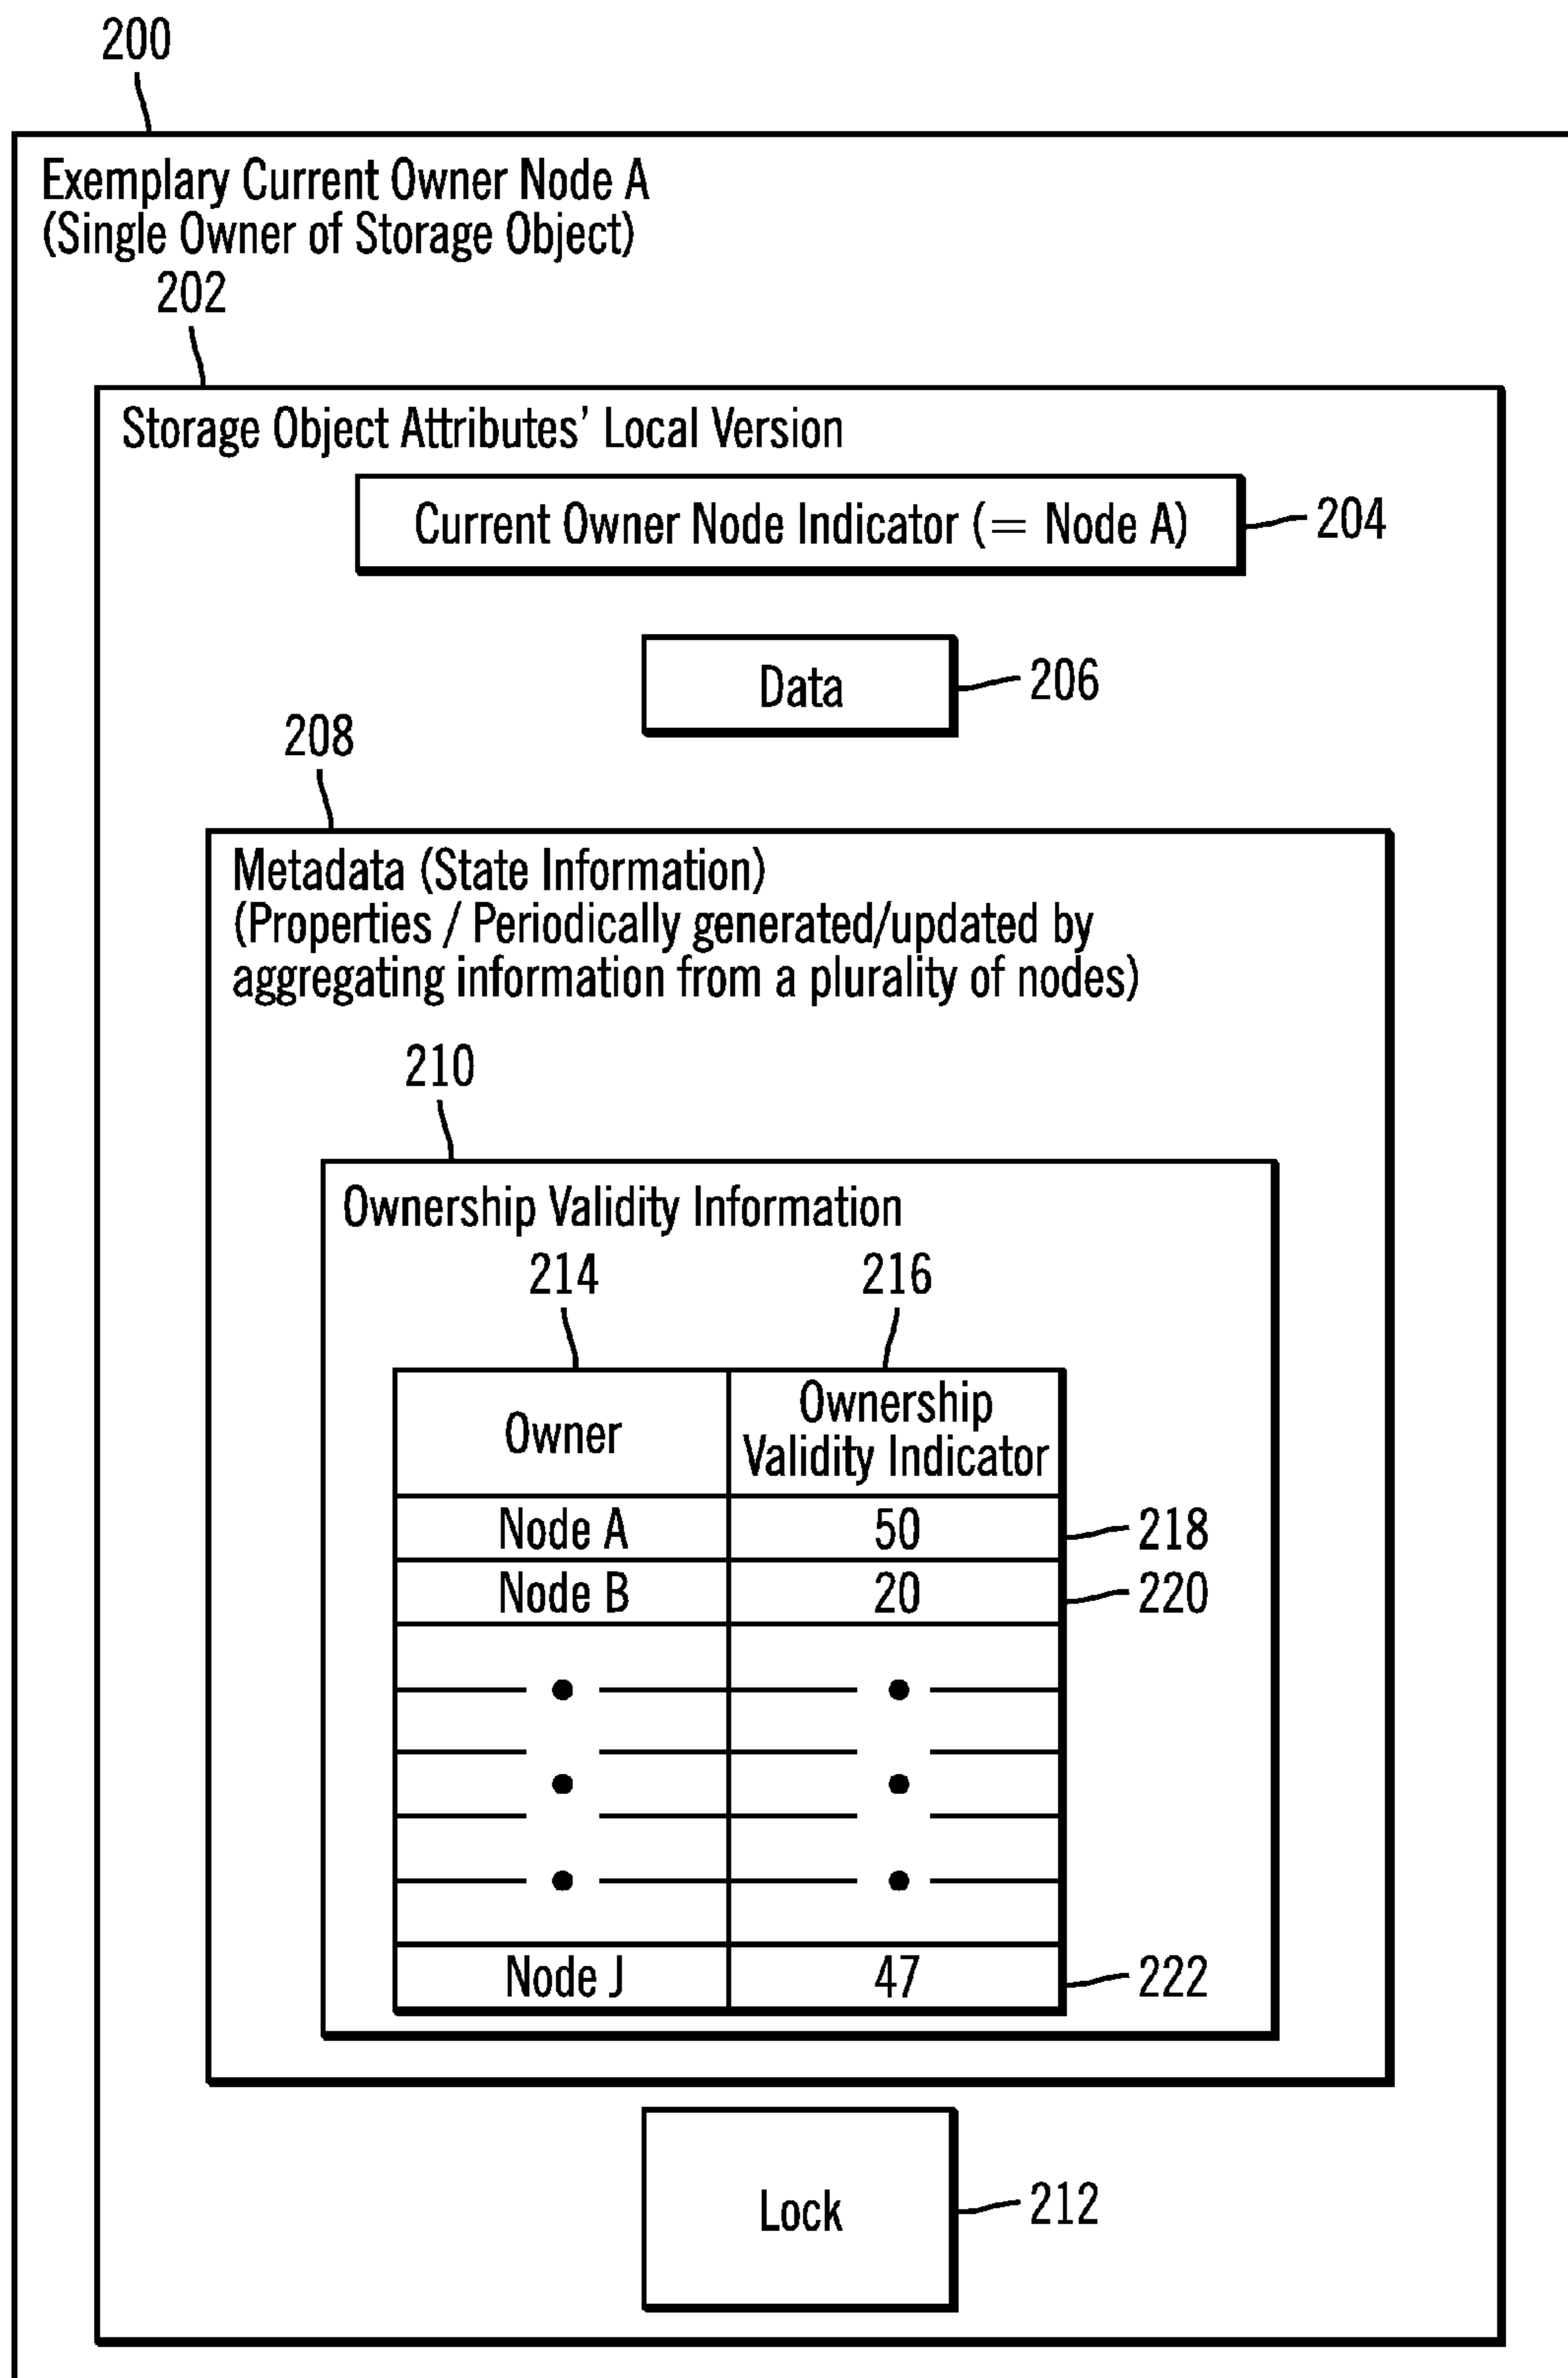 200
Exemplary Current Owner Node A
(Single Owner of Storage Object)
202
Storage Object Attributes’ Local Version
Current Owner Node Indicator (= Node A)
204
Data
206
208
Metadata (State Information)
(Properties / Periodically generated/updated by
aggregating information from a plurality of nodes)
210
Ownership Validity Information
214
216
Owner
Ownership
Validity Indicator
Node A
50
218
Node B
20
220
Node J
47
222
Lock
212